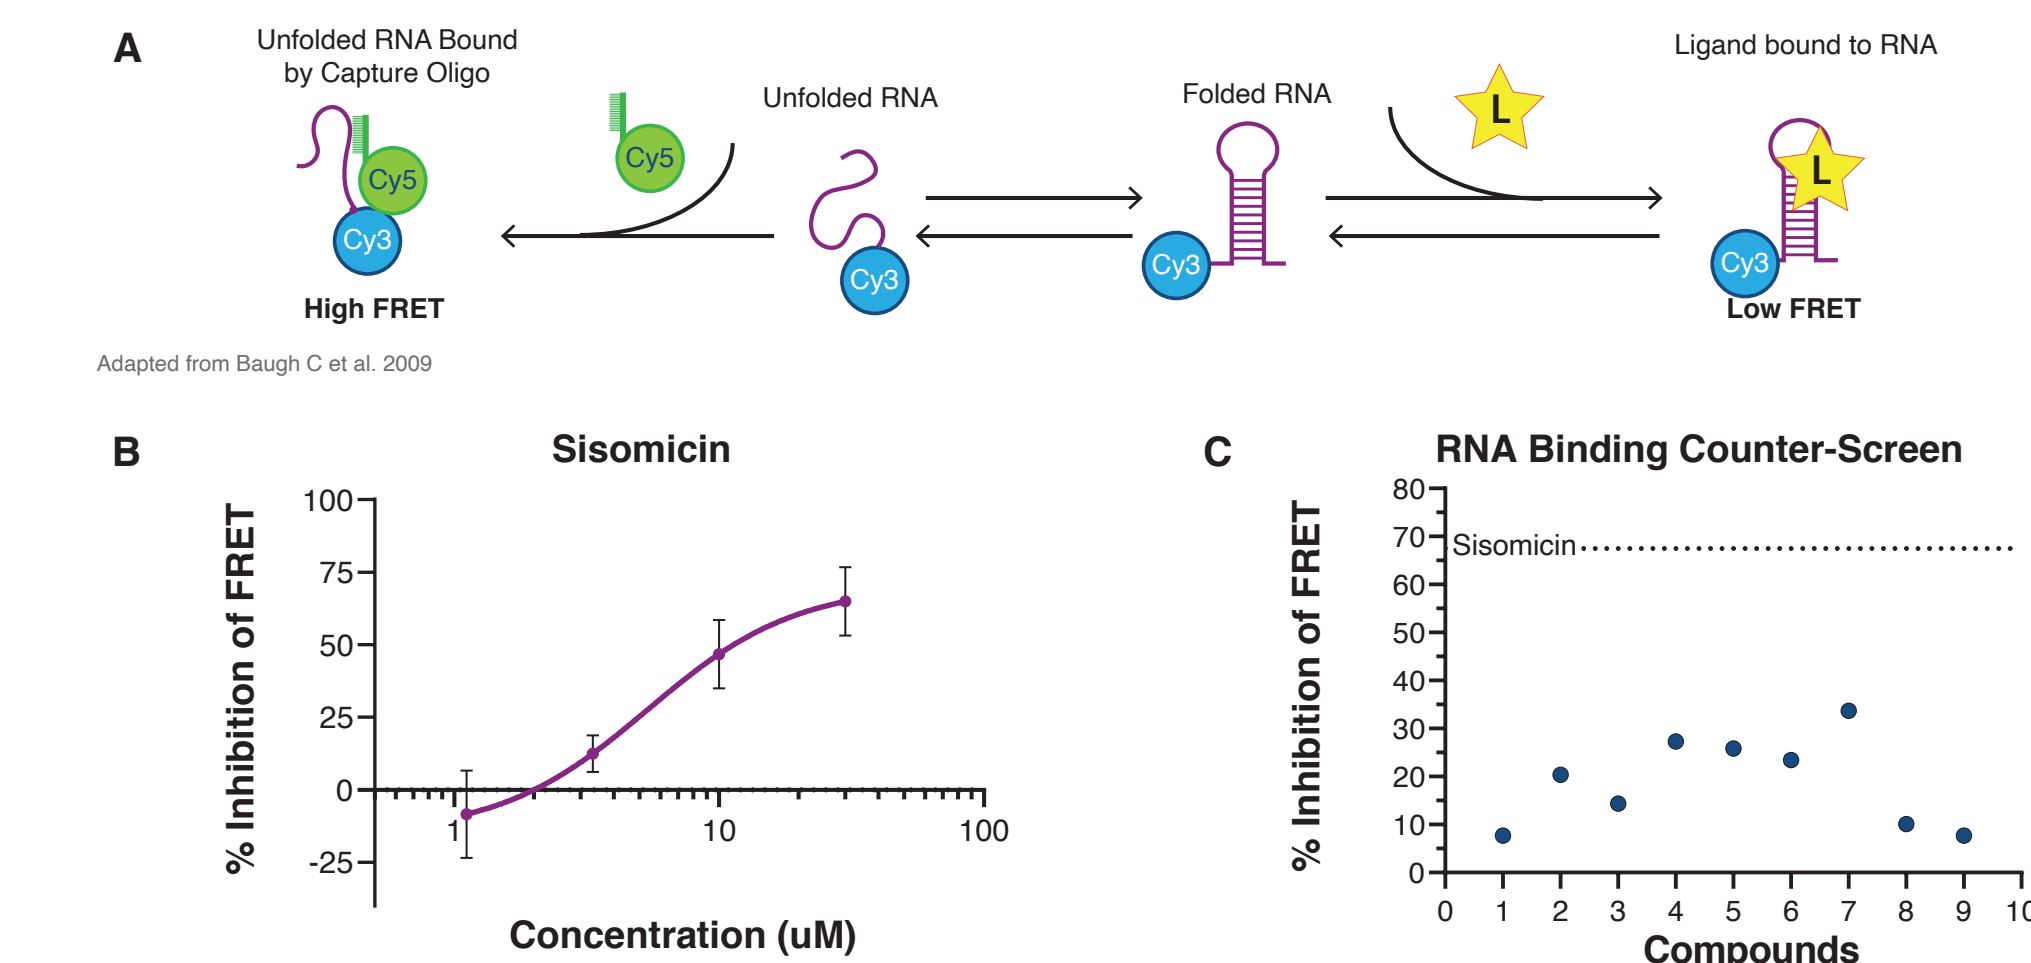 A
Unfolded RNA Bound
by Capture Oligo
Unfolded RNA
Folded RNA
Ligand bound to RNA
Cy5
Cy3
Cy5
Cy3
Cy3
L
L
Cy3
High FRET
Low FRET
Adapted from Baugh C et al. 2009
B
Sisomicin
% Inhibition of FRET
100
75
50
25
0
-25
1
10
100
Concentration (uM)
C
RNA Binding Counter-Screen
% Inhibition of FRET
80
70
60
50
40
30
20
10
0
Sisomicin
0 1 2 3 4 5 6 7 8 9 10
Compounds